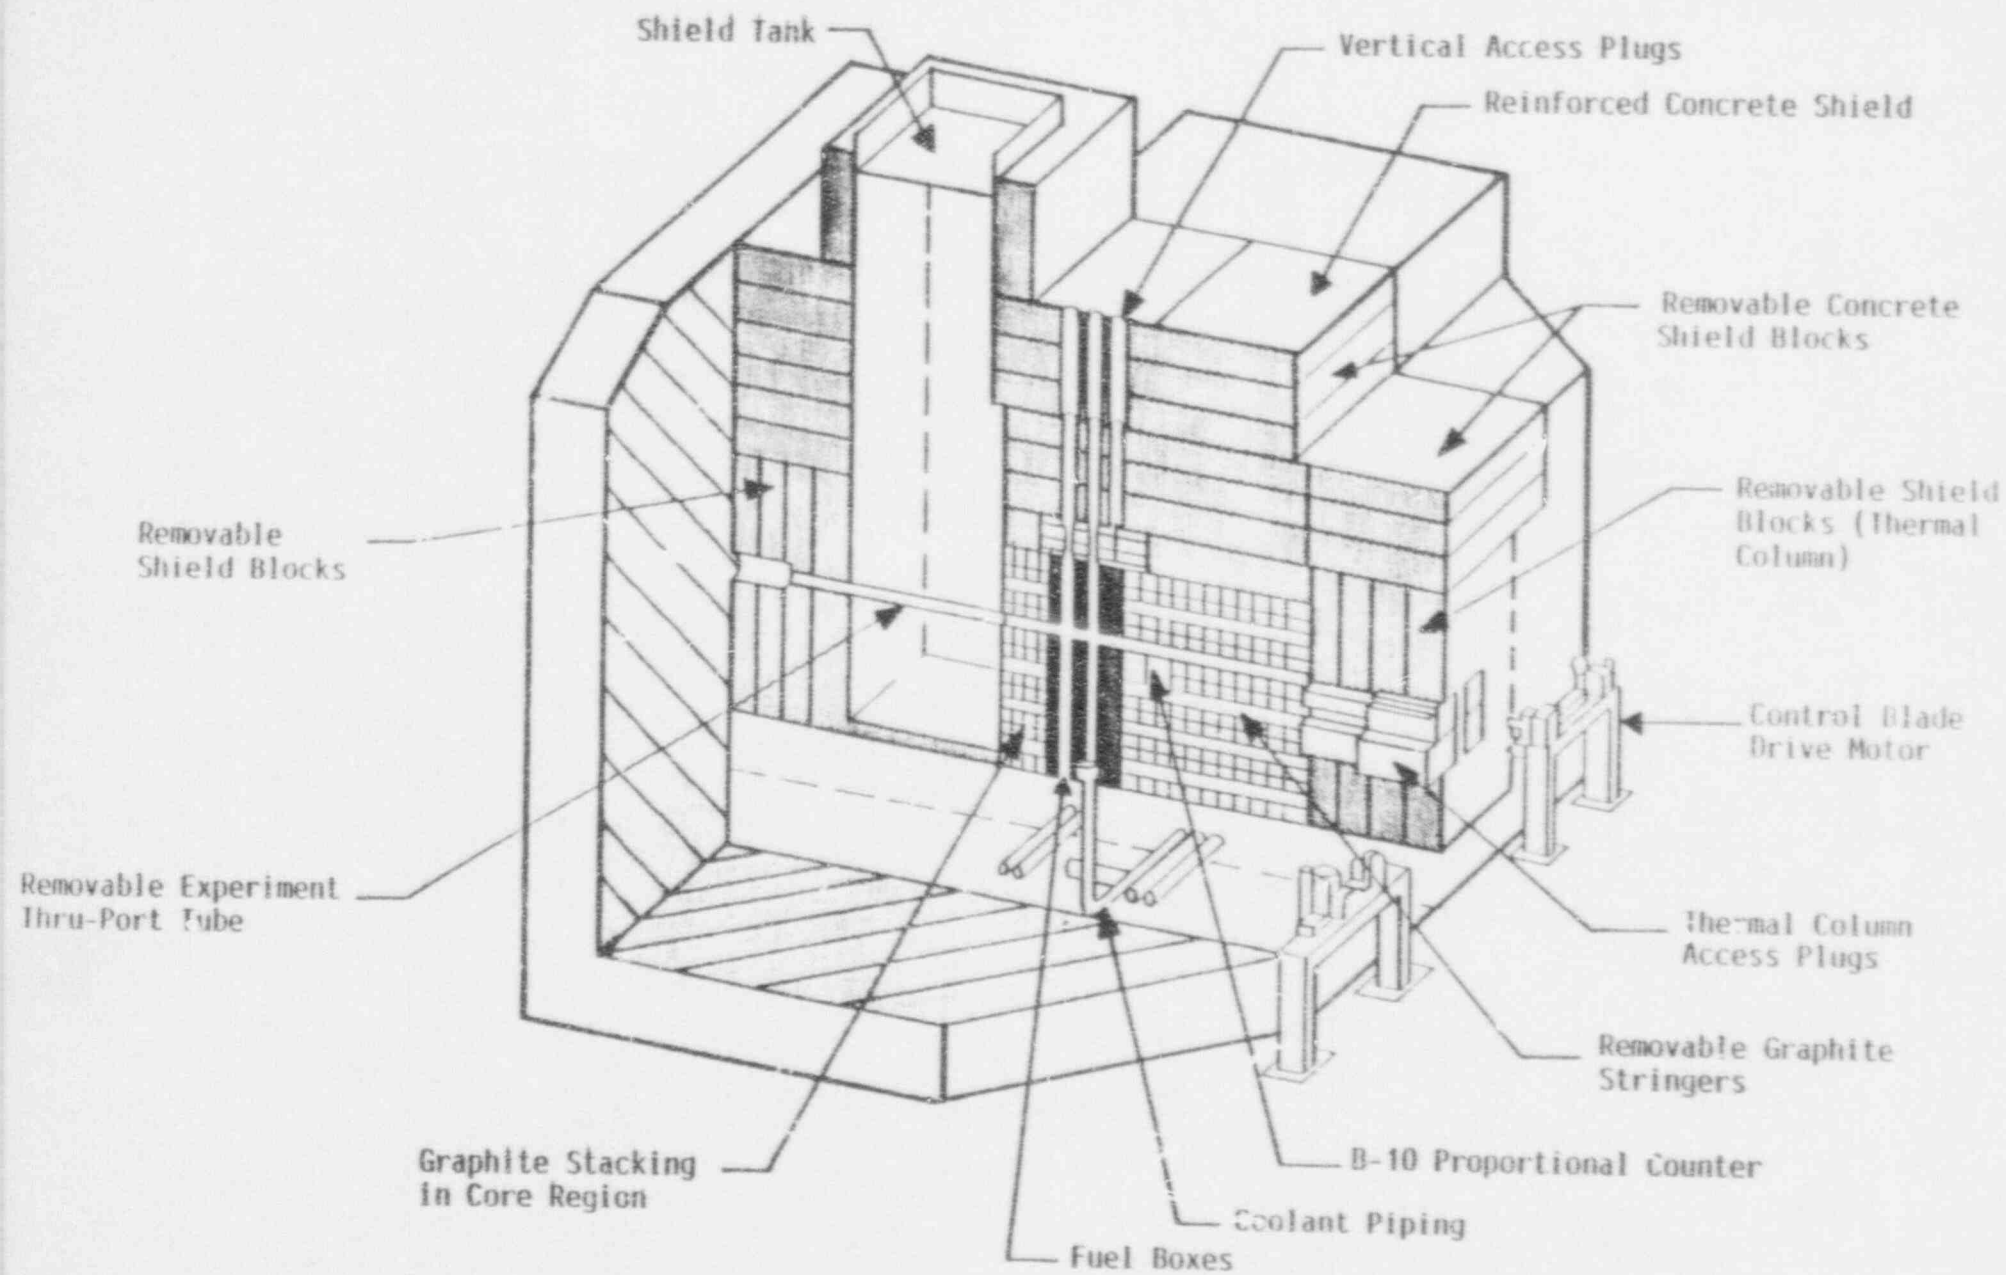 Shield Tank
Vertical Access Plugs
Reinforced Concrete Shield
Removable Concrete
Shield Blocks
Removable Shield
Blocks (Thermal
Column)
Removable
Shield Blocks
Control Blade
Drive Motor
Removable Experiment
Thru-Port Tube
Thermal Column
Access Plugs
Removable Graphite
Stringers
Graphite Stacking
in Core Region
B-10 Proportional Counter
Coolant Piping
Fuel Boxes